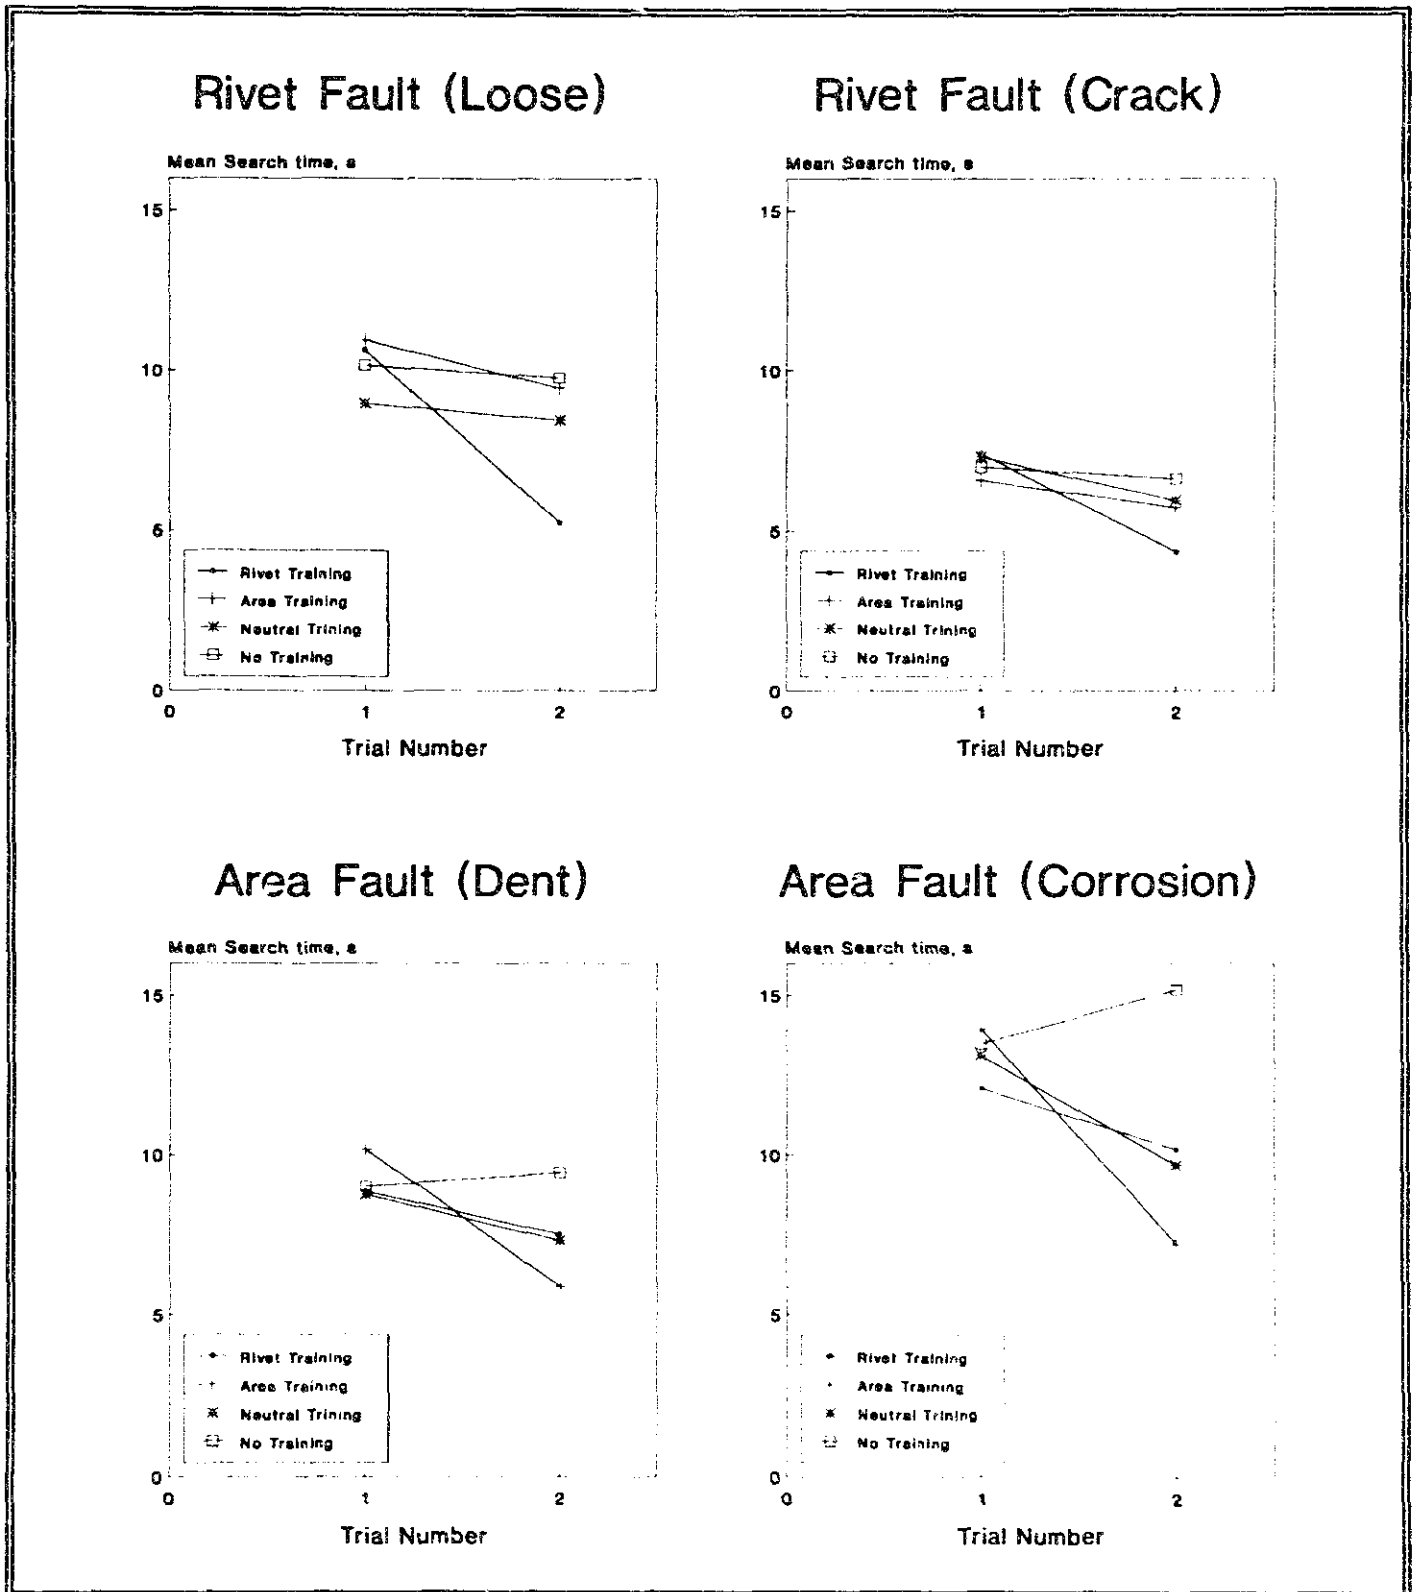 Rivet Fault (Loose)
Mean Search time, s
15
10
5
0
Rivet Training
Area Training
Neutral Trining
No Training
0 1 2
Trial Number
Rivet Fault (Crack)
Mean Search time, s
15
10
5
0
Rivet Training
Area Training
Neutral Trining
No Training
0 1 2
Trial Number
Area Fault (Dent)
Mean Search time, s
15
10
5
0
Rivet Training
Area Training
Neutral Trining
No Training
0 1 2
Trial Number
Area Fault (Corrosion)
Mean Search time, s
15
10
5
0
Rivet Training
Area Training
Neutral Trining
No Training
0 1 2
Trial Number